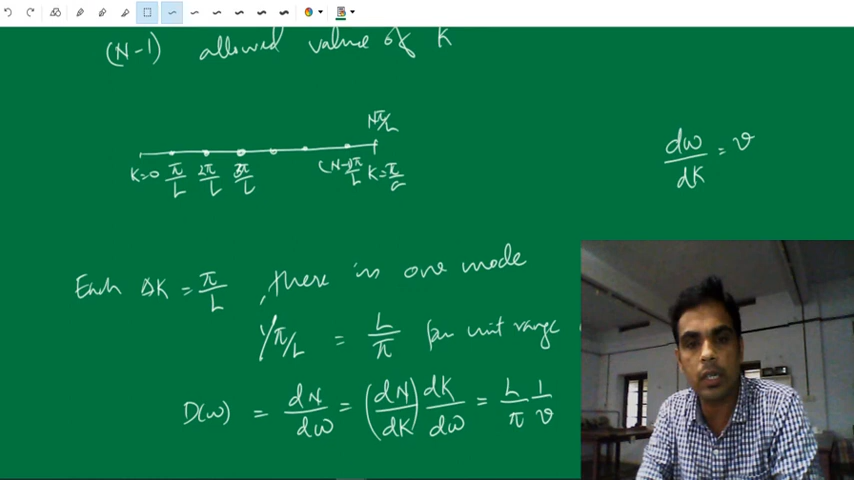 (N-1) allowed value of K
Nπ/L
K=0 π/L 2π/L 3π/L (N-1)π/L K=π/a
dω/dK = v
Each ΔK = π/L, there is one mode
1/π/L = L/π per unit range
D(ω) = dN/dω = (dN/dK) dK/dω = L/π 1/v